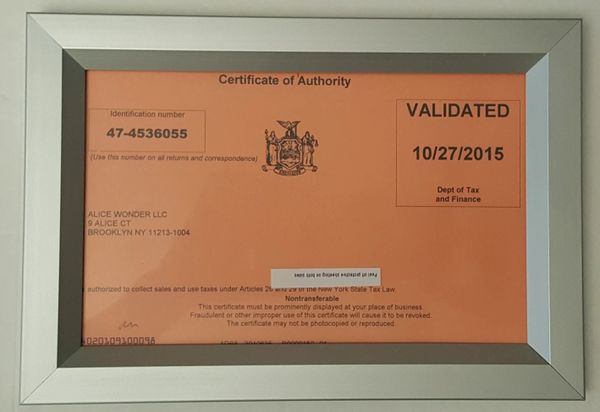 Certificate of Authority
Identification number
47-4536055
(Use this number on all returns and correspondence)
VALIDATED
10/27/2015
Dept of Tax
and Finance
ALICE WONDER LLC
9 ALICE CT
BROOKLYN NY 11213-1004
Peel off protective sheeting on both sides
authorized to collect sales and use taxes under Articles 28 and 29 of the New York State Tax Law.
Nontransferable
This certificate must be prominently displayed at your place of business.
Fraudulent or other improper use of this certificate will cause it to be revoked.
The certificate may not be photocopied or reproduced.